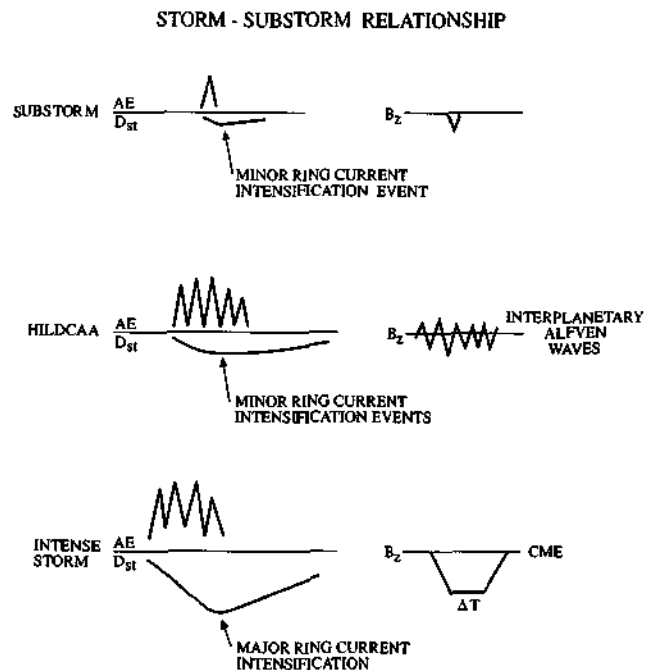 STORM - SUBSTORM RELATIONSHIP
SUBSTORM
AE
Dst
Bz
MINOR RING CURRENT
INTENSIFICATION EVENT
HILDCAA
AE
Dst
Bz
INTERPLANETARY
ALFVEN
WAVES
MINOR RING CURRENT
INTENSIFICATION EVENTS
INTENSE
STORM
AE
Dst
Bz
CME
ΔT
MAJOR RING CURRENT
INTENSIFICATION